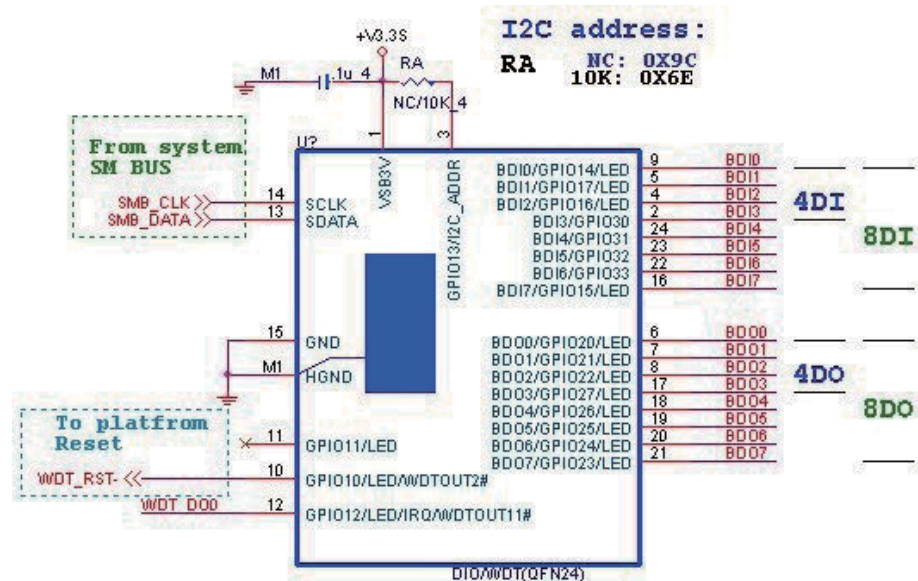 I2C address:
RA NC: 0X9C
10K: 0X6E
+V3.3S
M1 .1u_4 RA
NC/10K_4
From system
SM BUS
SMB_CLK
SMB_DATA
U?
1
3
VSB3V
GPIO13/I2C_ADDR
14 SCLK
13 SDATA
15 GND
M1 HGND
To platfrom
Reset
11 GPIO11/LED
WDT_RST- 10 GPIO10/LED/WDTOUT2#
WDT_DO0 12 GPIO12/LED/IRQ/WDTOUT11#
BDI0/GPIO14/LED 9 BDI0
BDI1/GPIO17/LED 5 BDI1
BDI2/GPIO16/LED 4 BDI2
BDI3/GPIO30 2 BDI3
BDI4/GPIO31 24 BDI4
BDI5/GPIO32 23 BDI5
BDI6/GPIO33 22 BDI6
BDI7/GPIO15/LED 16 BDI7
4DI
8DI
BDO0/GPIO20/LED 6 BDO0
BDO1/GPIO21/LED 7 BDO1
BDO2/GPIO22/LED 8 BDO2
BDO3/GPIO27/LED 17 BDO3
BDO4/GPIO26/LED 18 BDO4
BDO5/GPIO25/LED 19 BDO5
BDO6/GPIO24/LED 20 BDO6
BDO7/GPIO23/LED 21 BDO7
4DO
8DO
DIO/WDT(QFN24)